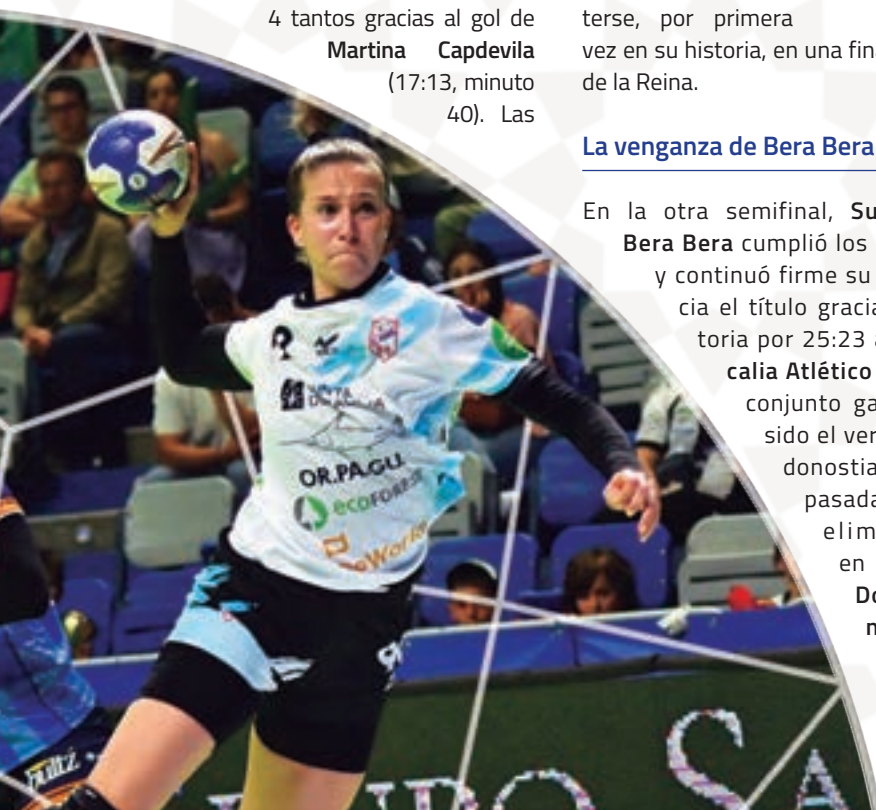 4 tantos gracias al gol de
Martina Capdevila
(17:13, minuto
40). Las
terse, por primera
vez en su historia, en una fina
de la Reina.
La venganza de Bera Bera
En la otra semifinal, Su
Bera Bera cumplió los
y continuó firme su
cia el título gracia
toria por 25:23 a
calia Atlético
conjunto ga
sido el ver
donostia
pasada
elim
en
Do
OR.PA.GU.
ecoFOREST
bultz